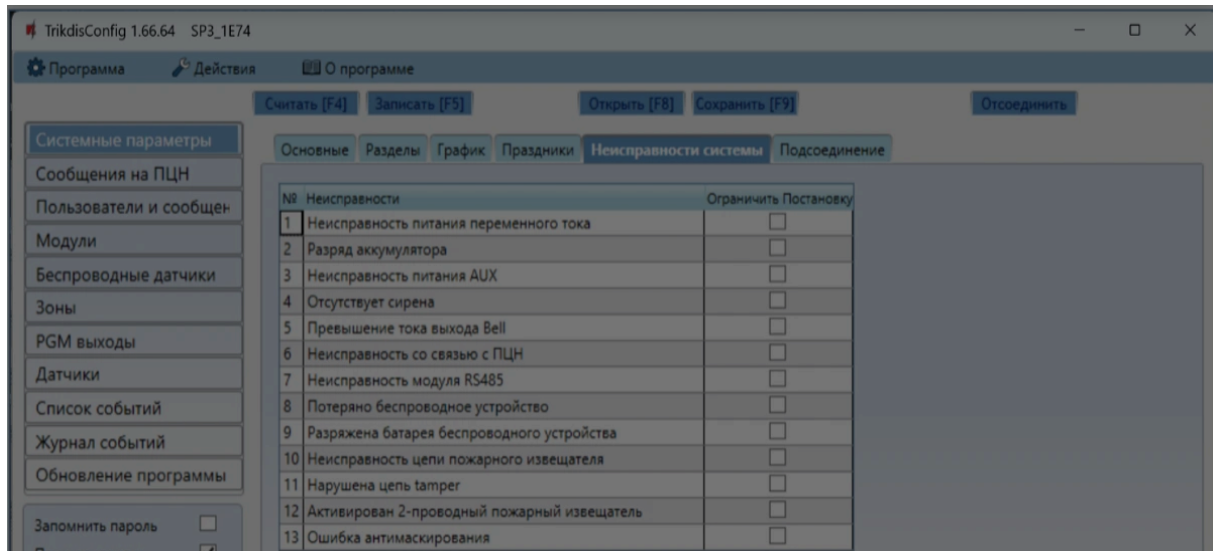 TrikdisConfig 1.66.64 SP3_1E74
Программа Действия О программе
Считать [F4] Записать [F5] Открыть [F8] Сохранить [F9] Отсоединить
Системные параметры
Сообщения на ПЦН
Пользователи и сообщен
Модули
Беспроводные датчики
Зоны
PGM выходы
Датчики
Список событий
Журнал событий
Обновление программы
Запомнить пароль
Основные Разделы График Праздники Неисправности системы Подсоединение
№ Неисправности Ограничить Постановку
1 Неисправность питания переменного тока
2 Разряд аккумулятора
3 Неисправность питания AUX
4 Отсутствует сирена
5 Превышение тока выхода Bell
6 Неисправность со связью с ПЦН
7 Неисправность модуля RS485
8 Потеряно беспроводное устройство
9 Разряжена батарея беспроводного устройства
10 Неисправность цепи пожарного извещателя
11 Нарушена цепь tamper
12 Активирован 2-проводный пожарный извещатель
13 Ошибка антимаскирования